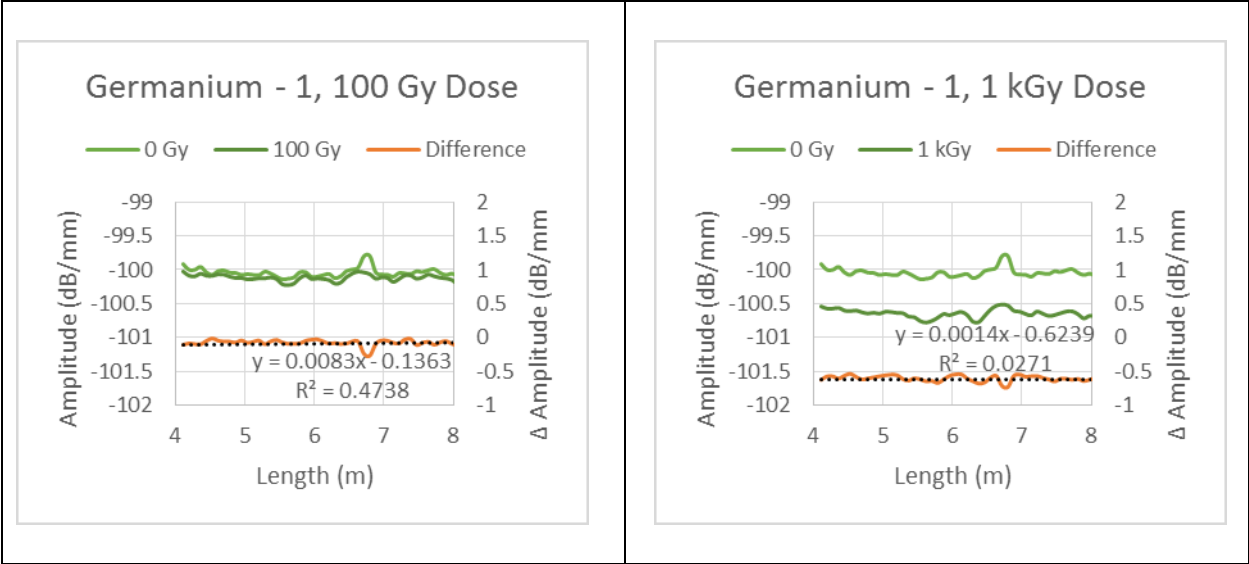 Germanium - 1, 100 Gy Dose
0 Gy 100 Gy Difference
Amplitude (dB/mm)
-99
-99.5
-100
-100.5
-101
-101.5
-102
2
1.5
1
0.5
0
-0.5
-1
Δ Amplitude (dB/mm
y = 0.0083x - 0.1363
R² = 0.4738
4 5 6 7 8
Length (m)
Germanium - 1, 1 kGy Dose
0 Gy 1 kGy Difference
Amplitude (dB/mm)
-99
-99.5
-100
-100.5
-101
-101.5
-102
2
1.5
1
0.5
0
-0.5
-1
Δ Amplitude (dB/mm
y = 0.0014x - 0.6239
R² = 0.0271
4 5 6 7 8
Length (m)